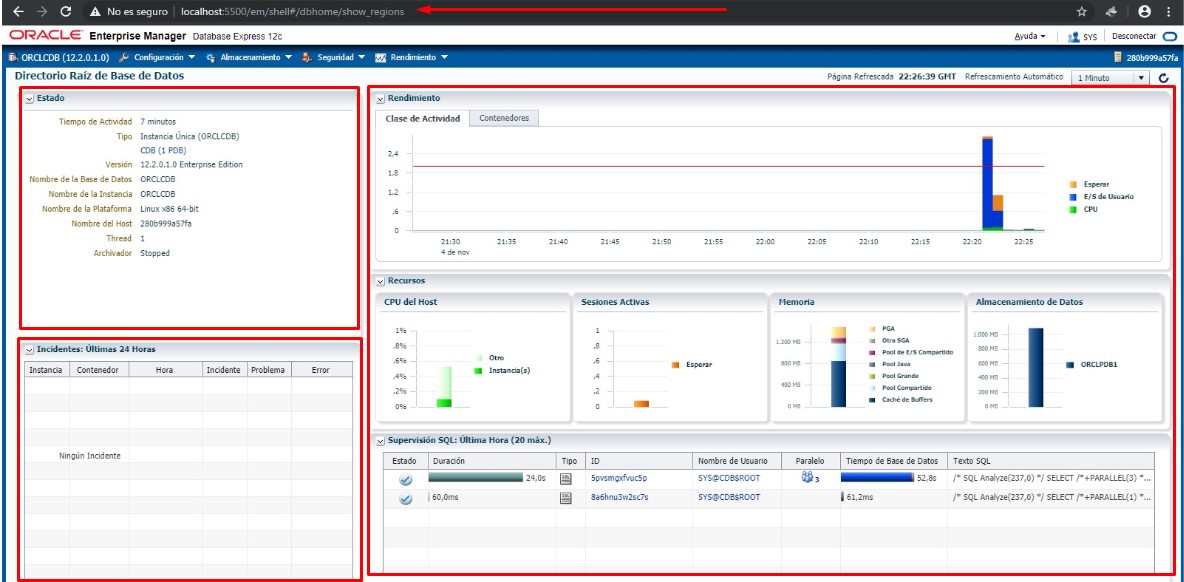 No es seguro | localhost:5500/em/shell#/dbhome/show_regions
ORACLE Enterprise Manager Database Express 12c
Ayuda SYS Desconectar
ORCLCDB (12.2.0.1.0) Configuración Almacenamiento Seguridad Rendimiento 280b999a57fa
Directorio Raíz de Base de Datos
Página Refrescada 22:26:39 GMT Refrescamiento Automático 1 Minuto
Estado
Tiempo de Actividad 7 minutos
Tipo Instancia Única (ORCLCDB)
CDB (1 PDB)
Versión 12.2.0.1.0 Enterprise Edition
Nombre de la Base de Datos ORCLCDB
Nombre de la Instancia ORCLCDB
Nombre de la Plataforma Linux x86 64-bit
Nombre del Host 280b999a57fa
Thread 1
Archivador Stopped
Incidentes: Últimas 24 Horas
Instancia Contenedor Hora Incidente Problema Error
Ningún Incidente
Rendimiento
Clase de Actividad Contenedores
2,4
1.8
1.2
.6
0
21:30 21:35 21:40 21:45 21:50 21:55 22:00 22:05 22:10 22:15 22:20 22:25
4 de nov
Esperar
E/S de Usuario
CPU
Recursos
CPU del Host
1%
.8%
.6%
.4%
.2%
0%
Otro
Instancia(s)
Sesiones Activas
1
.8
.6
.4
.2
0
Esperar
Memoria
1.200 MB
800 MB
400 MB
0 MB
PGA
Otra SGA
Pool de E/S Compartido
Pool Java
Pool Grande
Pool Compartido
Caché de Buffers
Almacenamiento de Datos
1.000 MB
800 MB
600 MB
400 MB
200 MB
0 MB
ORCLPDB1
Supervisión SQL: Última Hora (20 máx.)
Estado Duración Tipo ID Nombre de Usuario Paralelo Tiempo de Base de Datos Texto SQL
24,0s 5pvsmgxfvuc5p SYS@CDB$ROOT 3 52,8s /* SQL Analyze(237,0) */ SELECT /*+PARALLEL(3) *...
60,0ms 8a6hnu3w2sc7s SYS@CDB$ROOT 61,2ms /* SQL Analyze(237,0) */ SELECT /*+PARALLEL(1) *...